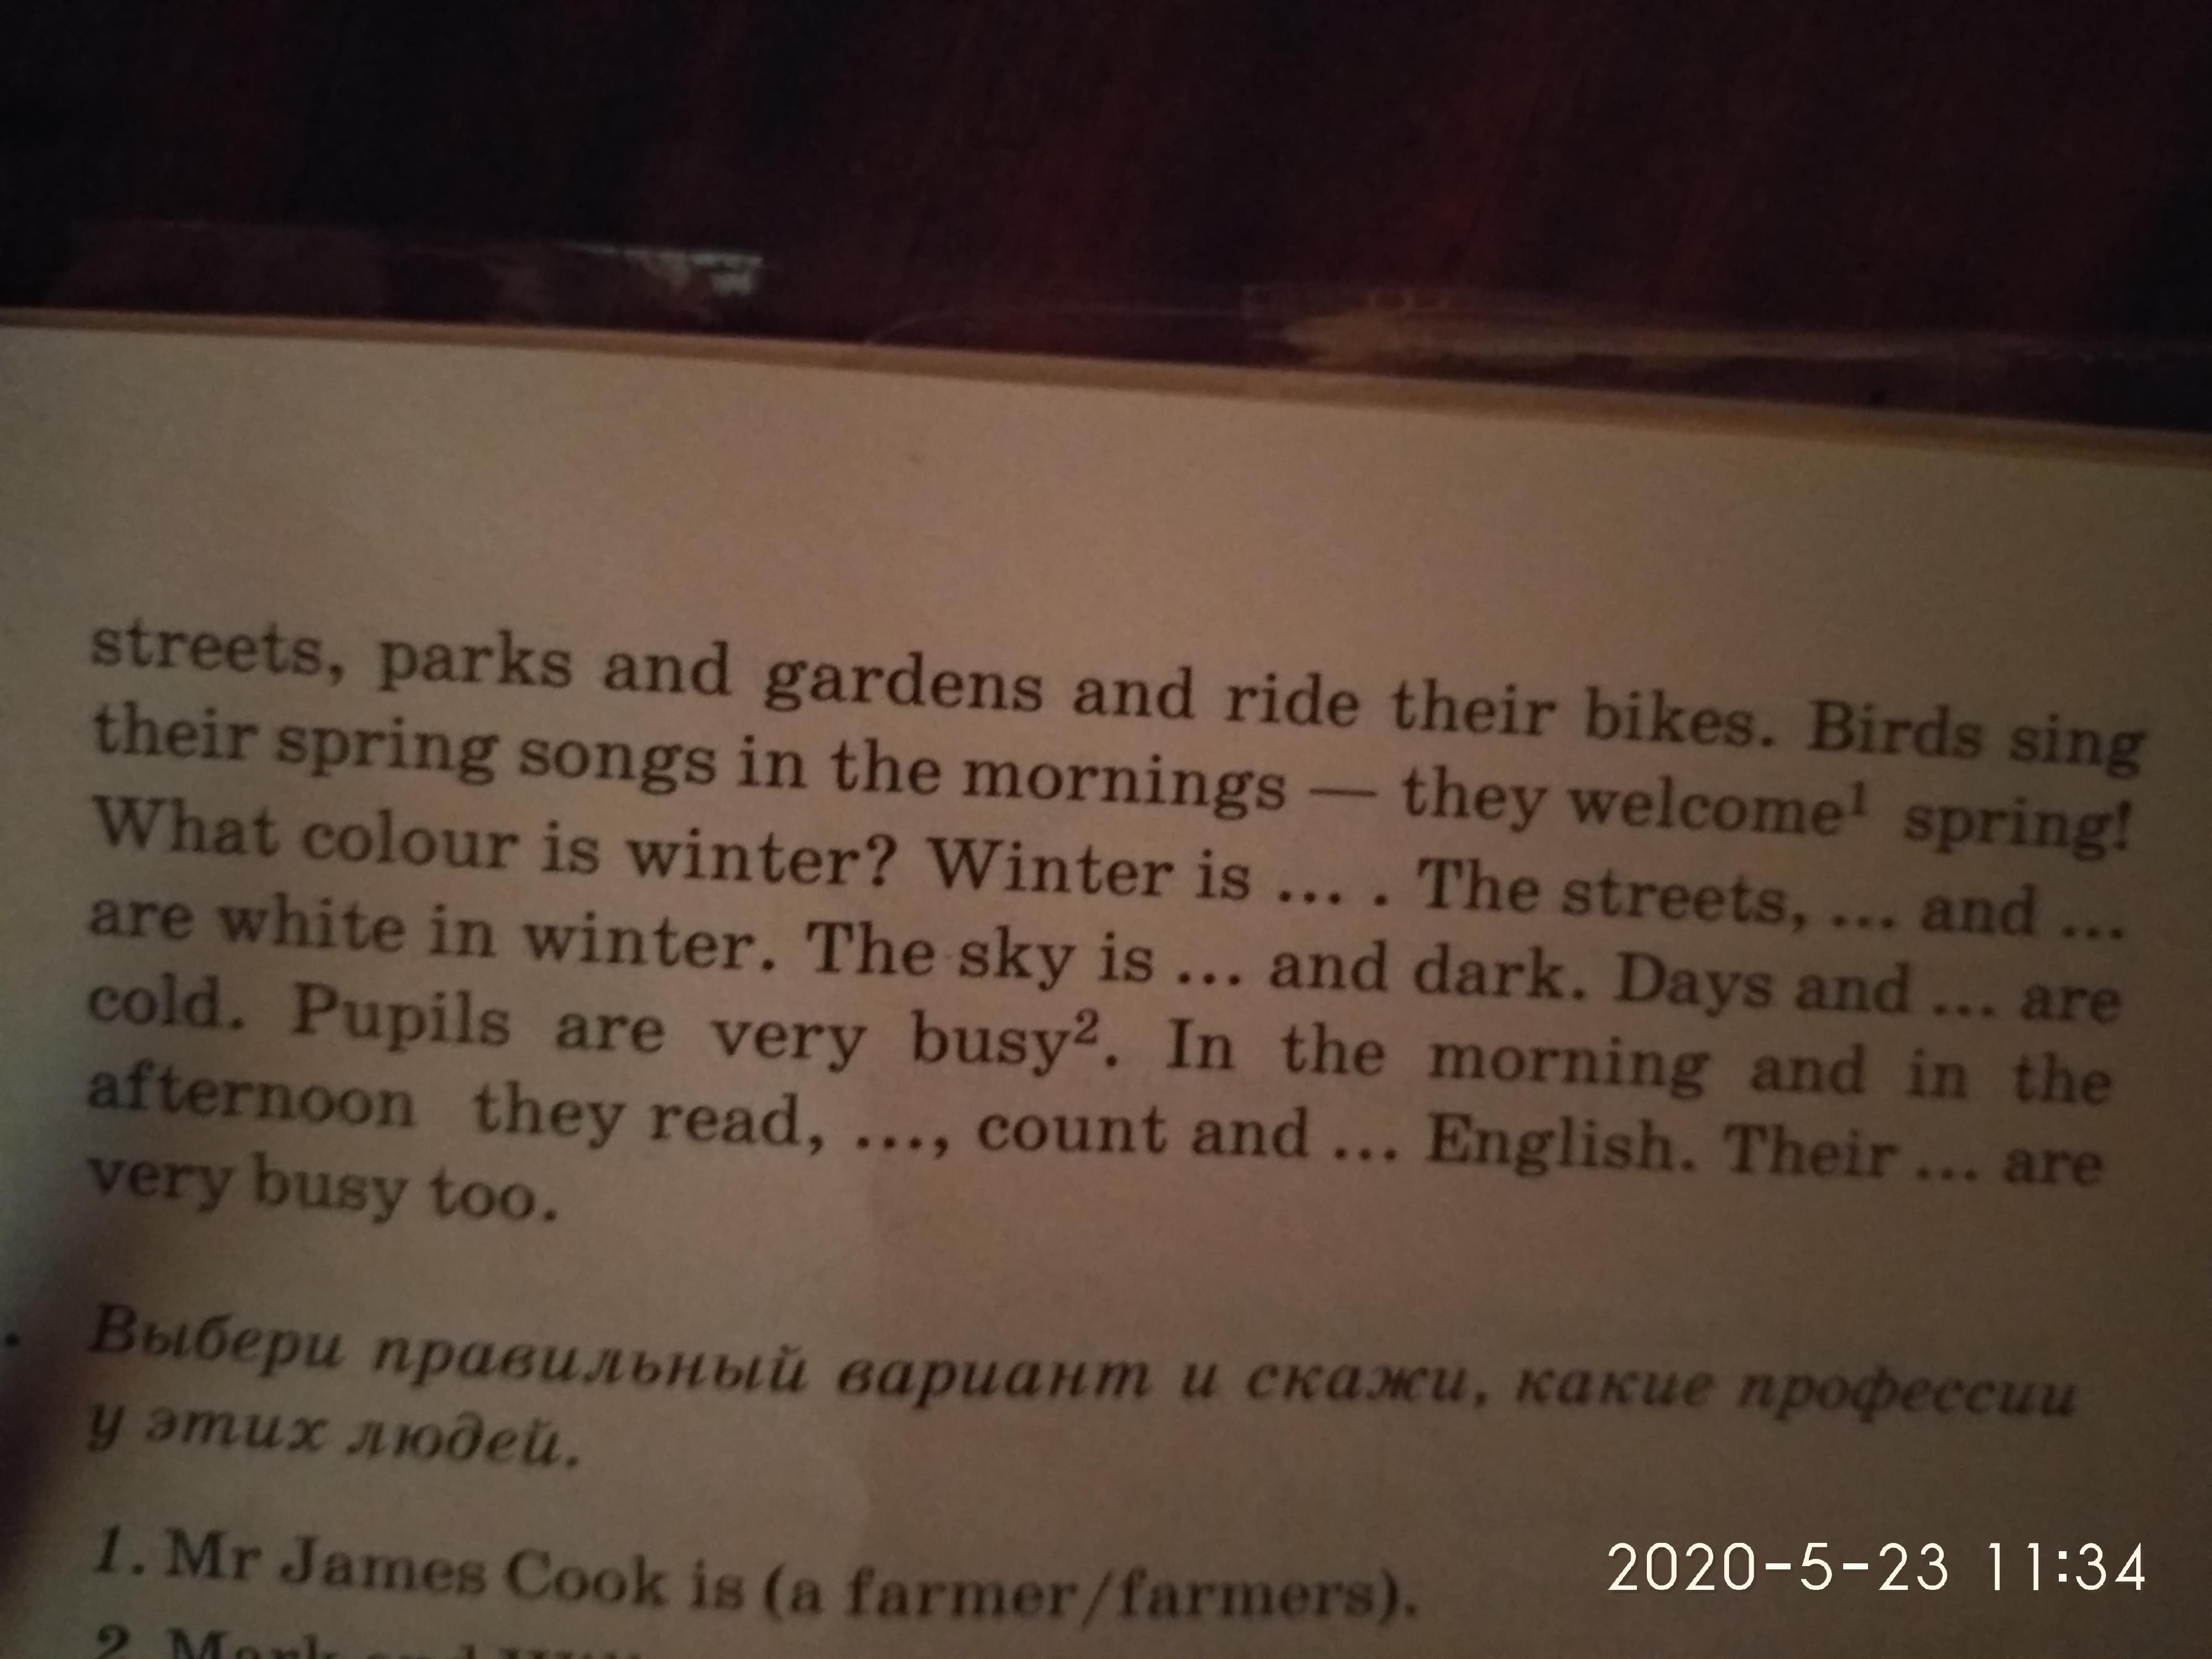 streets, parks and gardens and ride their bikes. Birds sing
their spring songs in the mornings — they welcome¹ spring!
What colour is winter? Winter is ... . The streets, ... and ...
are white in winter. The sky is ... and dark. Days and ... are
cold. Pupils are very busy². In the morning and in the
afternoon they read, ..., count and ... English. Their ... are
very busy too.
Выбери правильный вариант и скажи, какие профессии
у этих людей.
1. Mr James Cook is (a farmer/farmers).
2. Mark and
2020-5-23 11:34